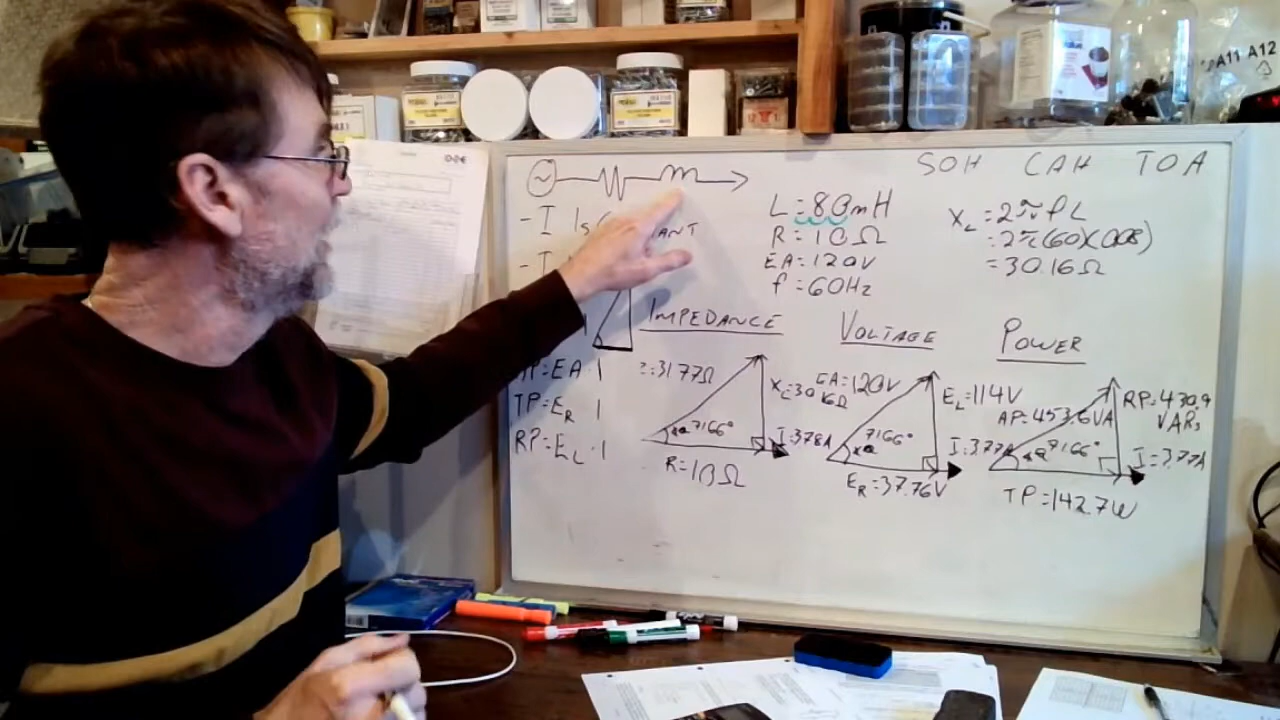 SOH CAH TOA
- I IS
- I
AP=EA·I
TP=ER·I
RP=EL·I
L=80mH
R=10Ω
EA=120V
f=60Hz
XL=2πfL
=2π(60)(0.08)
=30.16Ω
IMPEDANCE
Z=31.77Ω
XL=30.16Ω
71.66°
I=3.78A
R=10Ω
VOLTAGE
EA=120V
EL=114V
71.66°
I=3.77A
ER=37.76V
POWER
AP=453.6VA
RP=430.9
VARs
71.66°
I=3.77A
TP=142.7W
A11 A12